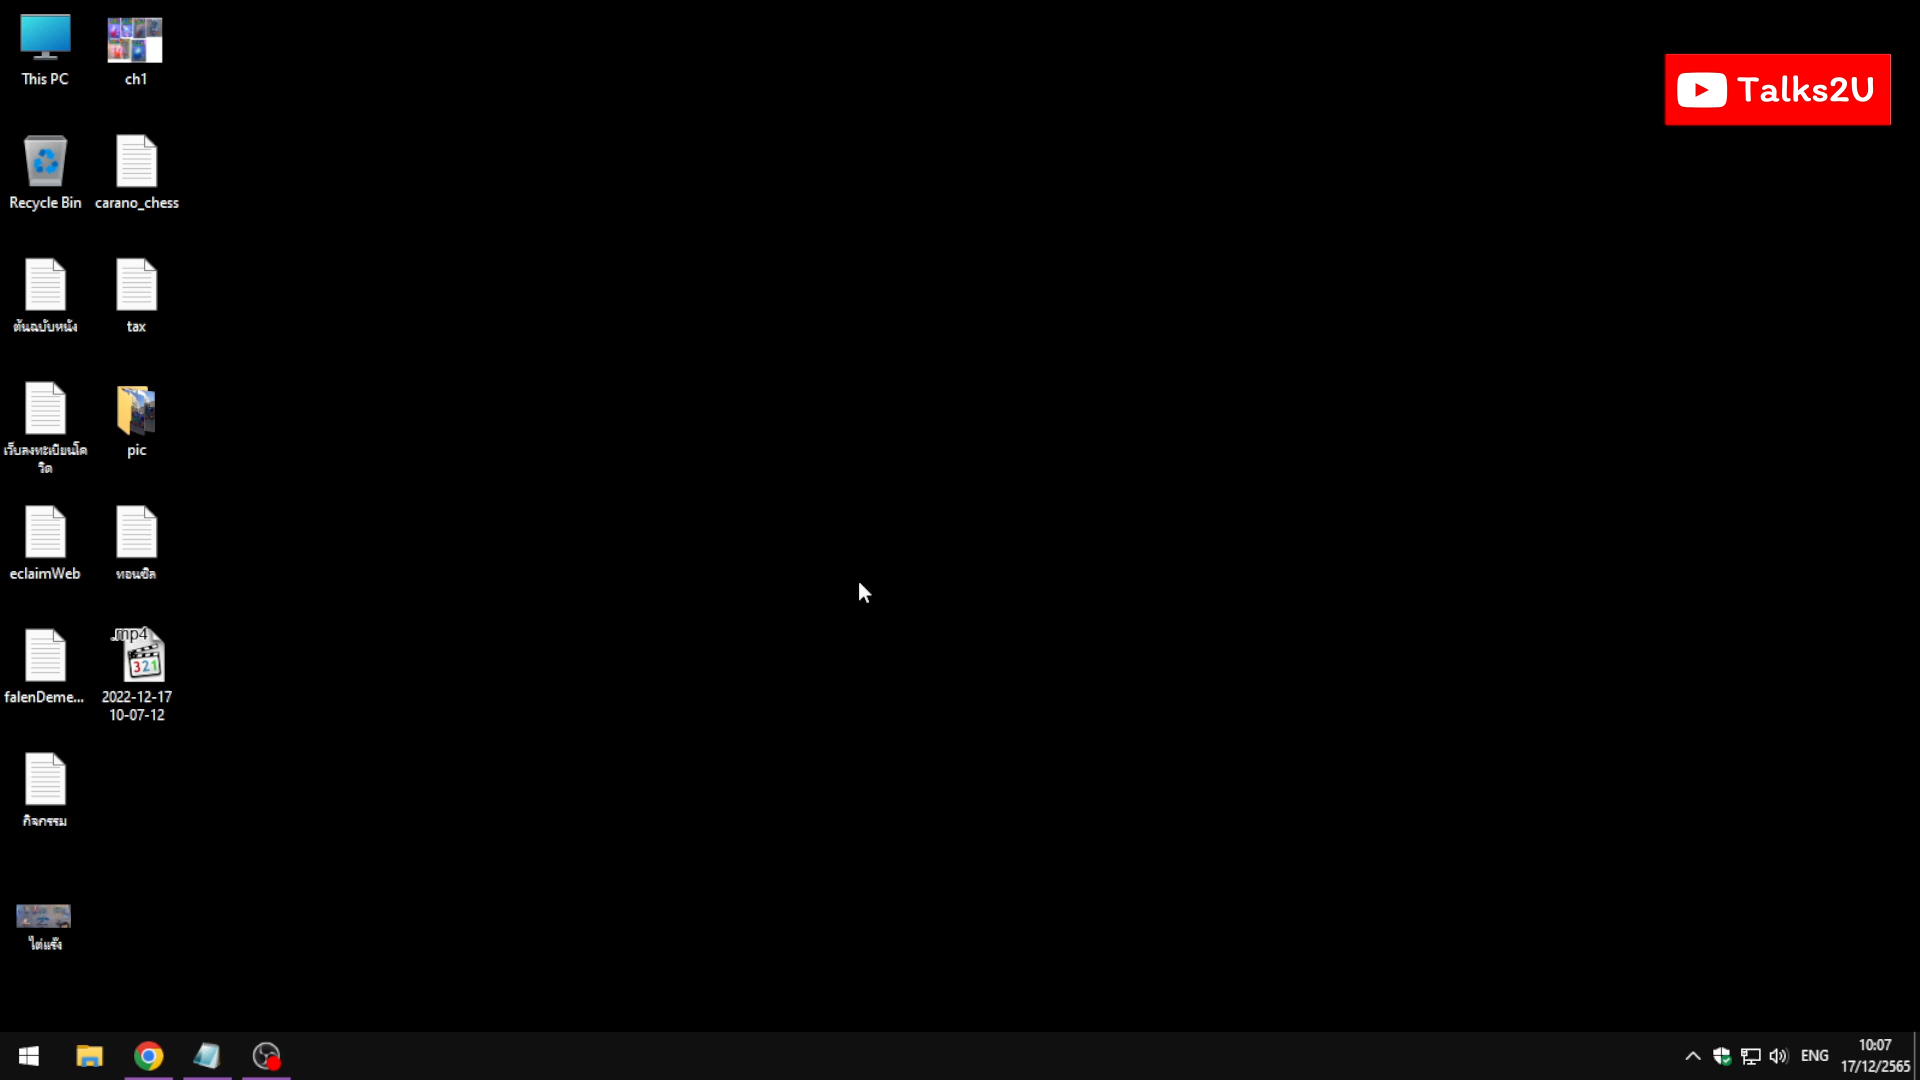 This PC
ch1
Talks2U
Recycle Bin
carano_chess
ต้นฉบับหนัง
tax
เว็บลงทะเบียนโค
วิด
pic
eclaimWeb
ทอนซิล
falenDeme...
.mp4
321
2022-12-17
10-07-12
กิจกรรม
ไต่แร้ง
ENG
10:07
17/12/2565